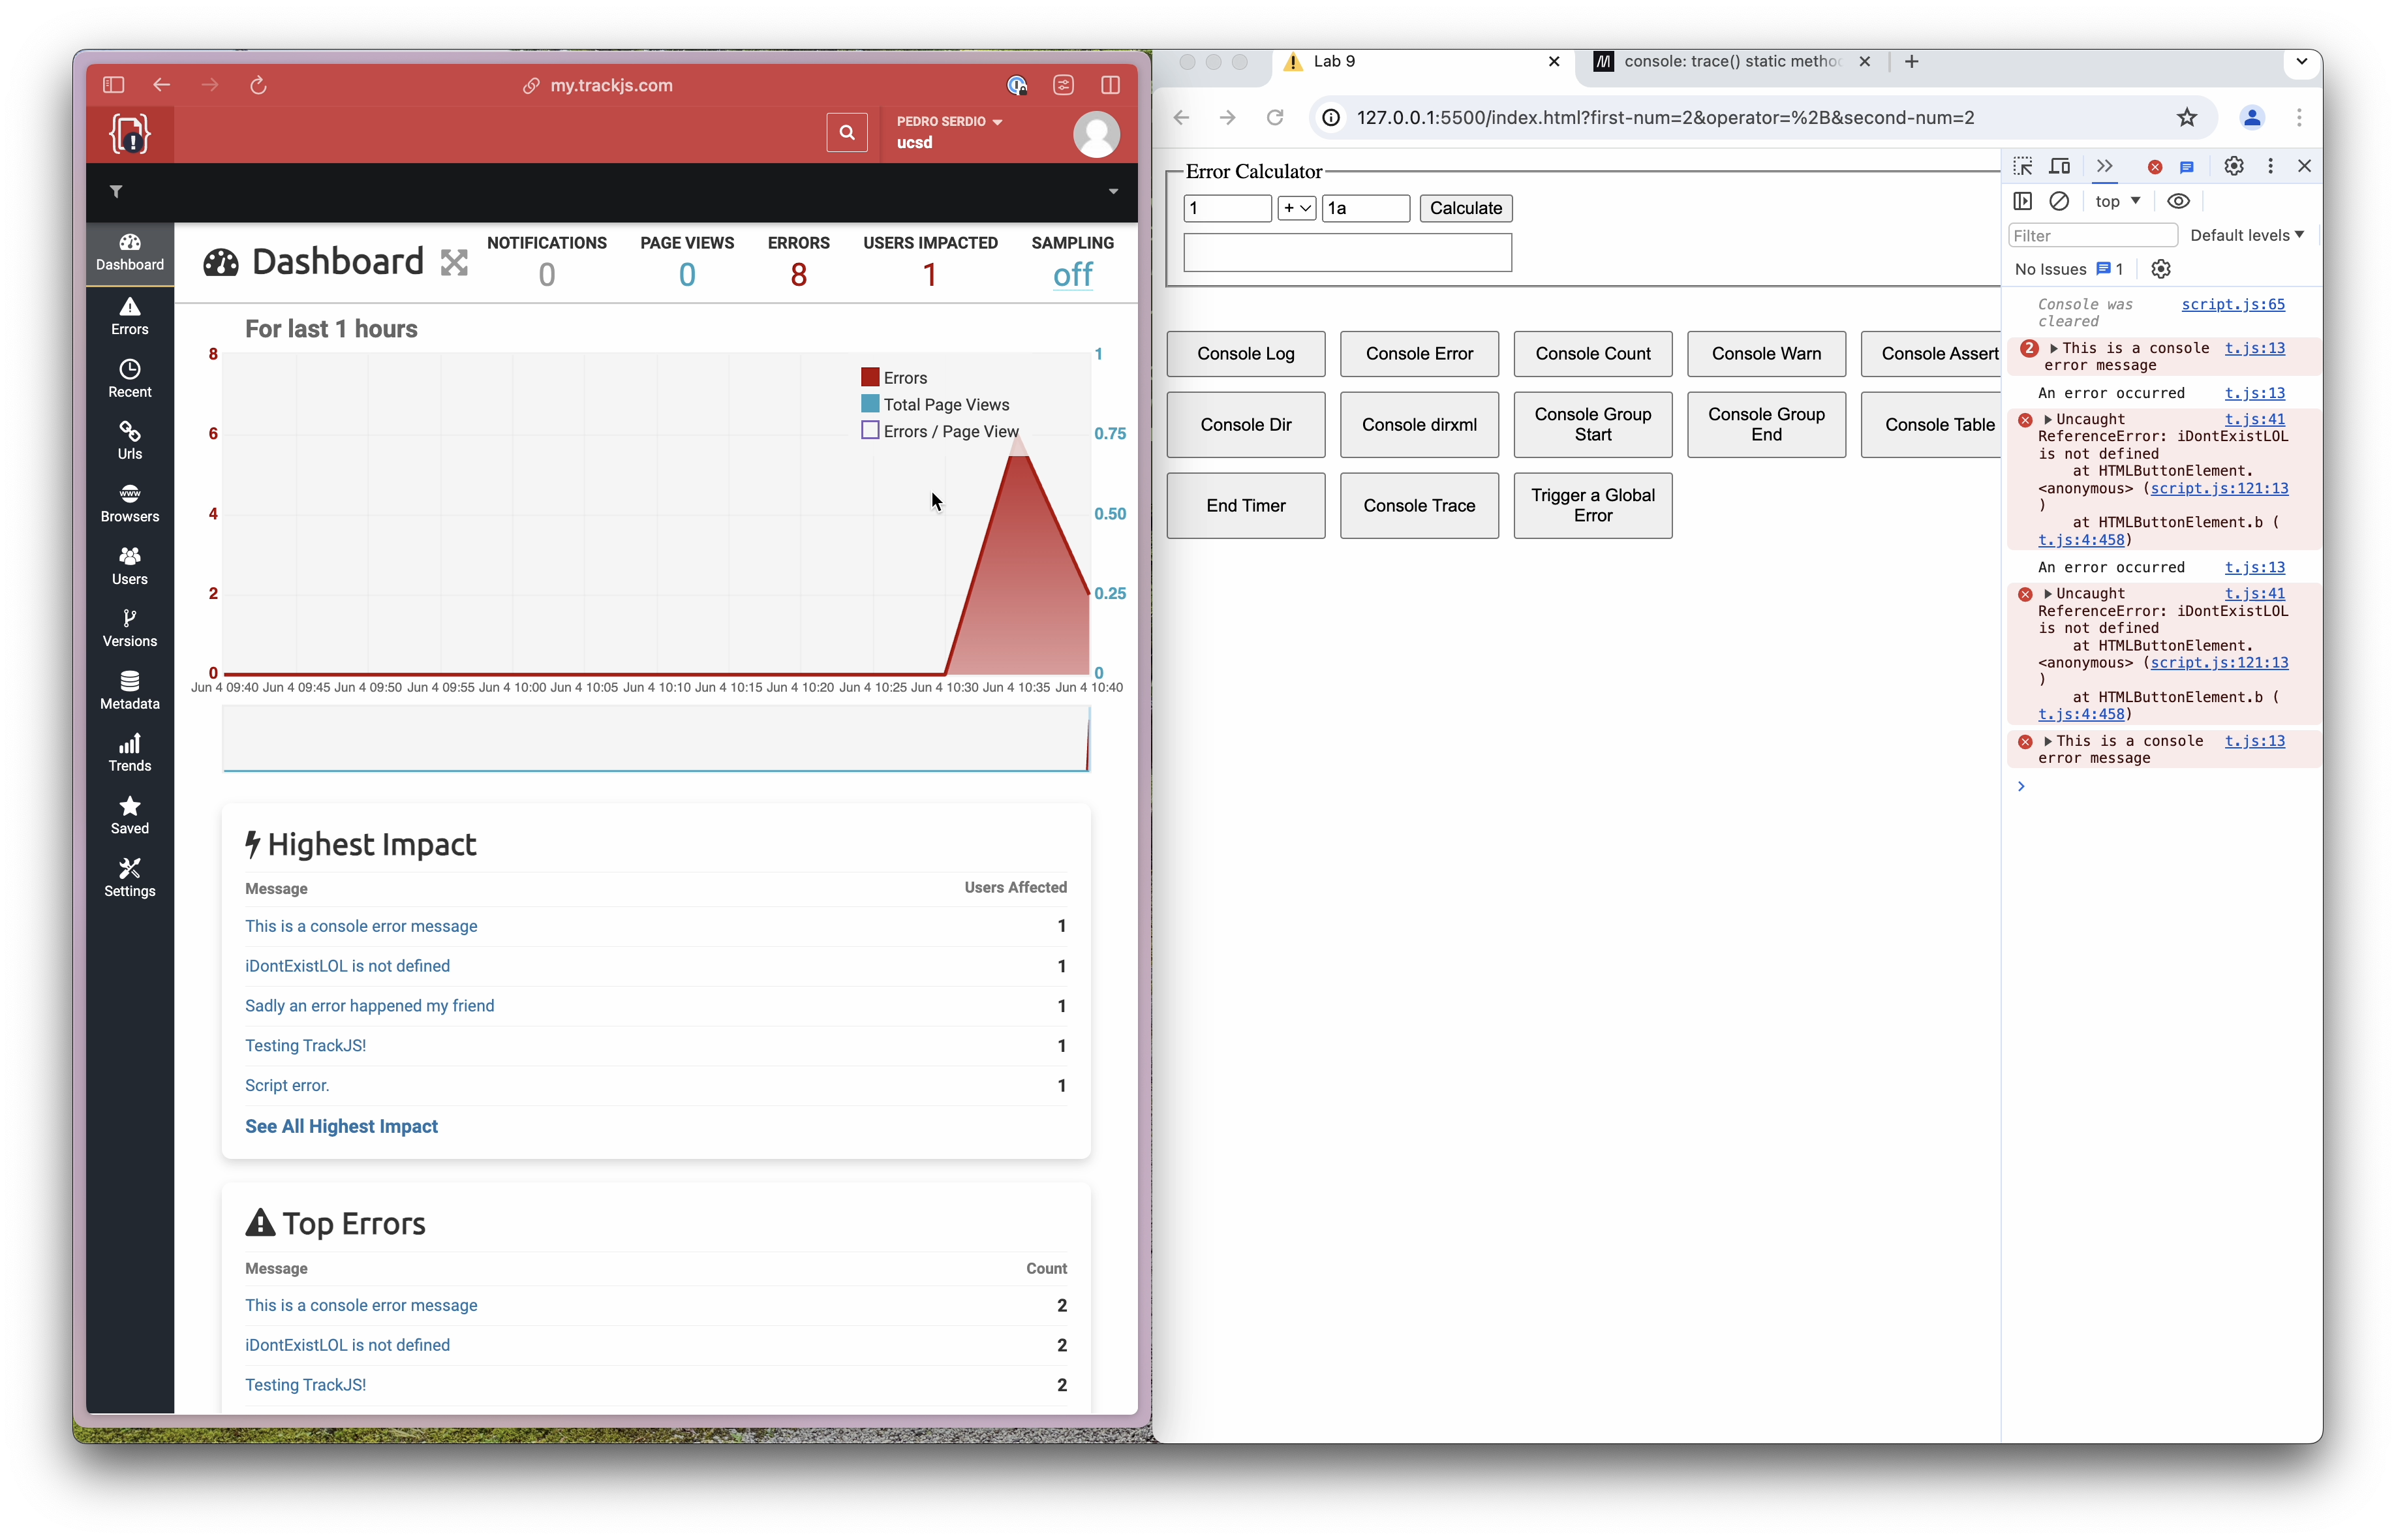 my.trackjs.com
PEDRO SERDIO
ucsd
Dashboard
Errors
Recent
Urls
www
Browsers
Users
Versions
Metadata
Trends
Saved
Settings
Dashboard
NOTIFICATIONS
0
PAGE VIEWS
0
ERRORS
8
USERS IMPACTED
1
SAMPLING
off
For last 1 hours
8
6
4
2
0
1
0.75
0.50
0.25
0
Errors
Total Page Views
Errors / Page View
Jun 4 09:40 Jun 4 09:45 Jun 4 09:50 Jun 4 09:55 Jun 4 10:00 Jun 4 10:05 Jun 4 10:10 Jun 4 10:15 Jun 4 10:20 Jun 4 10:25 Jun 4 10:30 Jun 4 10:35 Jun 4 10:40
Highest Impact
Message Users Affected
This is a console error message 1
iDontExistLOL is not defined 1
Sadly an error happened my friend 1
Testing TrackJS! 1
Script error. 1
See All Highest Impact
Top Errors
Message Count
This is a console error message 2
iDontExistLOL is not defined 2
Testing TrackJS! 2
Lab 9
console: trace() static metho
127.0.0.1:5500/index.html?first-num=2&operator=%2B&second-num=2
Error Calculator
1 + 1a Calculate
Console Log Console Error Console Count Console Warn Console Assert
Console Dir Console dirxml Console Group Start Console Group End Console Table
End Timer Console Trace Trigger a Global Error
top
Filter Default levels
No Issues 1
Console was script.js:65
cleared
2 This is a console t.js:13
error message
An error occurred t.js:13
Uncaught t.js:41
ReferenceError: iDontExistLOL
is not defined
at HTMLButtonElement.
<anonymous> (script.js:121:13
)
at HTMLButtonElement.b (
t.js:4:458)
An error occurred t.js:13
Uncaught t.js:41
ReferenceError: iDontExistLOL
is not defined
at HTMLButtonElement.
<anonymous> (script.js:121:13
)
at HTMLButtonElement.b (
t.js:4:458)
This is a console t.js:13
error message